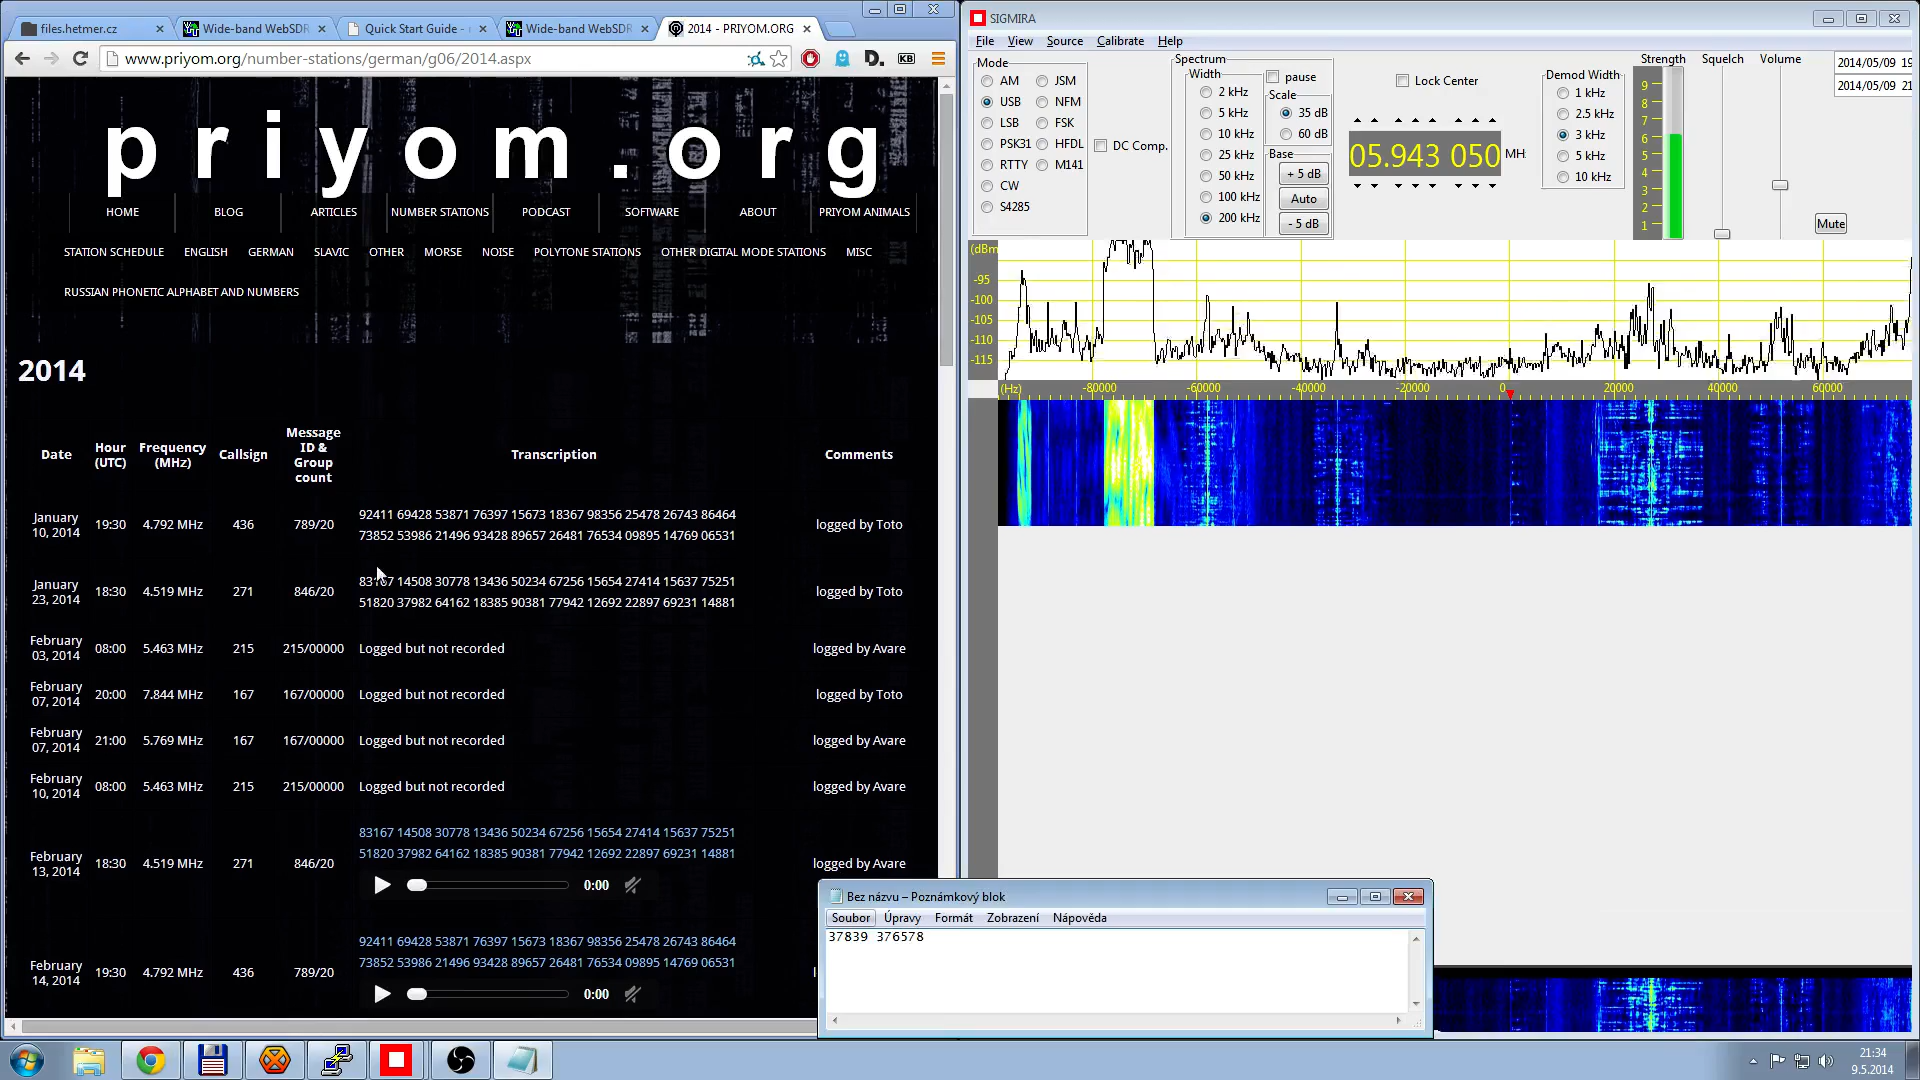 files.hetmer.cz
Wide-band WebSDR
Quick Start Guide -
Wide-band WebSDR
2014 - PRIYOM.ORG
www.priyom.org/number-stations/german/g06/2014.aspx
D.
KB
priyom.org
HOME
BLOG
ARTICLES
NUMBER STATIONS
PODCAST
SOFTWARE
ABOUT
PRIYOM ANIMALS
STATION SCHEDULE
ENGLISH
GERMAN
SLAVIC
OTHER
MORSE
NOISE
POLYTONE STATIONS
OTHER DIGITAL MODE STATIONS
MISC
RUSSIAN PHONETIC ALPHABET AND NUMBERS
2014
Date
Hour
(UTC)
Frequency
(MHz)
Callsign
Message
ID &
Group
count
Transcription
Comments
January
10, 2014
19:30
4.792 MHz
436
789/20
92411 69428 53871 76397 15673 18367 98356 25478 26743 86464
73852 53986 21496 93428 89657 26481 76534 09895 14769 06531
logged by Toto
January
23, 2014
18:30
4.519 MHz
271
846/20
83167 14508 30778 13436 50234 67256 15654 27414 15637 75251
51820 37982 64162 18385 90381 77942 12692 22897 69231 14881
logged by Toto
February
03, 2014
08:00
5.463 MHz
215
215/00000
Logged but not recorded
logged by Avare
February
07, 2014
20:00
7.844 MHz
167
167/00000
Logged but not recorded
logged by Toto
February
07, 2014
21:00
5.769 MHz
167
167/00000
Logged but not recorded
logged by Avare
February
10, 2014
08:00
5.463 MHz
215
215/00000
Logged but not recorded
logged by Avare
February
13, 2014
18:30
4.519 MHz
271
846/20
83167 14508 30778 13436 50234 67256 15654 27414 15637 75251
51820 37982 64162 18385 90381 77942 12692 22897 69231 14881
0:00
logged by Avare
February
14, 2014
19:30
4.792 MHz
436
789/20
92411 69428 53871 76397 15673 18367 98356 25478 26743 86464
73852 53986 21496 93428 89657 26481 76534 09895 14769 06531
0:00
SIGMIRA
File View Source Calibrate Help
Mode
AM
USB
LSB
PSK31
RTTY
CW
S4285
JSM
NFM
FSK
HFDL
M141
DC Comp.
Spectrum
Width
2 kHz
5 kHz
10 kHz
25 kHz
50 kHz
100 kHz
200 kHz
pause
Scale
35 dB
60 dB
Base
+ 5 dB
Auto
- 5 dB
Lock Center
05.943 050
MH
Demod Width
1 kHz
2.5 kHz
3 kHz
5 kHz
10 kHz
Strength
9
8
7
6
5
4
3
2
1
Squelch
Volume
Mute
2014/05/09 19
2014/05/09 21
(dBm
-95
-100
-105
-110
-115
(Hz)
-80000
-60000
-40000
-20000
0
20000
40000
60000
Bez názvu – Poznámkový blok
Soubor Úpravy Formát Zobrazení Nápověda
37839 376578
21:34
9.5.2014